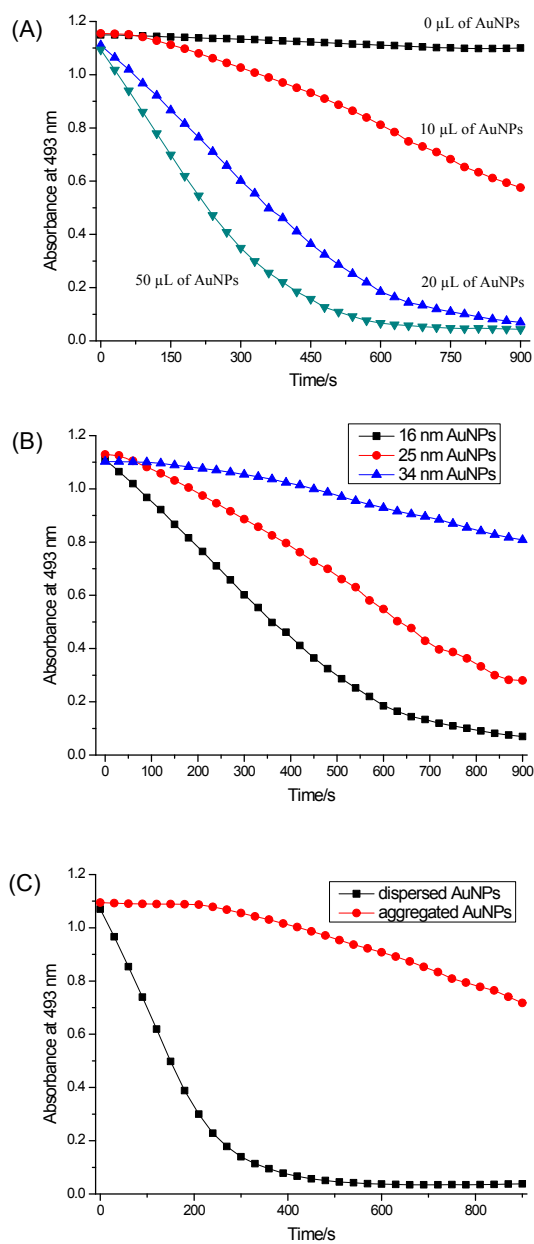 (A)
1.2
1.0
0.8
0.6
0.4
0.2
0.0
Absorbance at 493 nm
0 µL of AuNPs
10 µL of AuNPs
50 µL of AuNPs
20 µL of AuNPs
0 150 300 450 600 750 900
Time/s
(B)
1.2
1.0
0.8
0.6
0.4
0.2
0.0
Absorbance at 493 nm
16 nm AuNPs
25 nm AuNPs
34 nm AuNPs
0 100 200 300 400 500 600 700 800 900
Time/s
(C)
1.2
1.0
0.8
0.6
0.4
0.2
0.0
Absorbance at 493 nm
dispersed AuNPs
aggregated AuNPs
0 200 400 600 800
Time/s